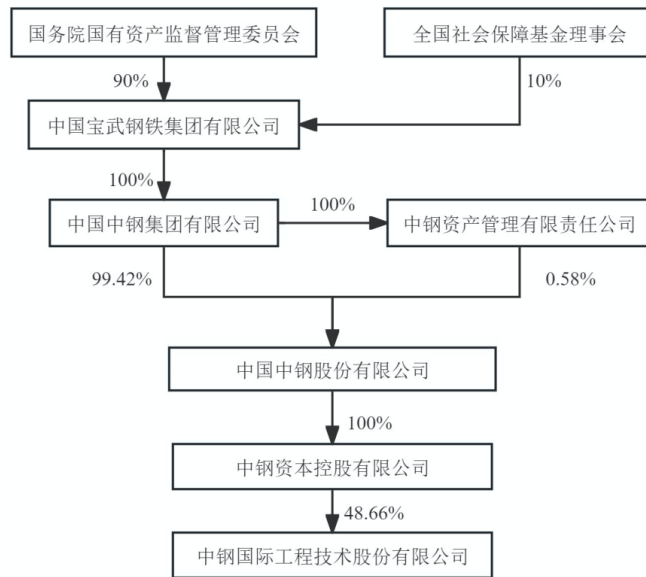 国务院国有资产监督管理委员会
全国社会保障基金理事会
90%
10%
中国宝武钢铁集团有限公司
100%
中国中钢集团有限公司
100%
中钢资产管理有限责任公司
99.42%
0.58%
中国中钢股份有限公司
100%
中钢资本控股有限公司
48.66%
中钢国际工程技术股份有限公司